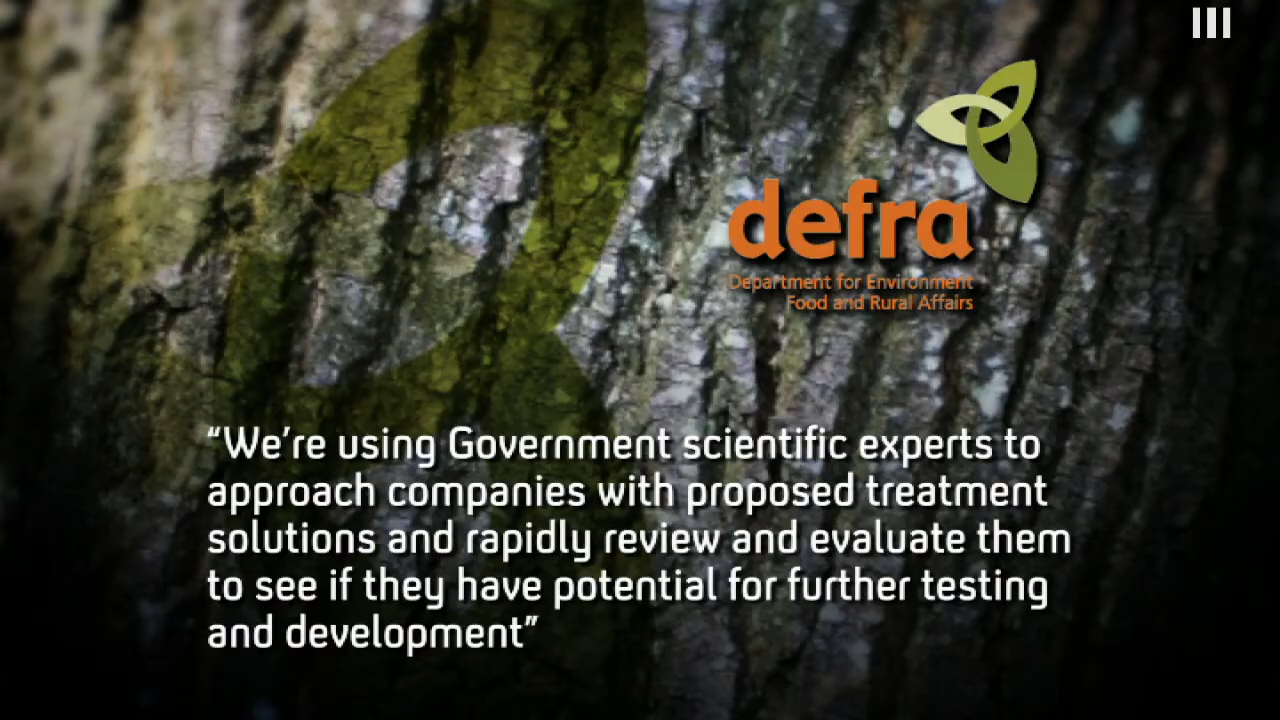 defra
Department for Environment
Food and Rural Affairs
“We’re using Government scientific experts to
approach companies with proposed treatment
solutions and rapidly review and evaluate them
to see if they have potential for further testing
and development”